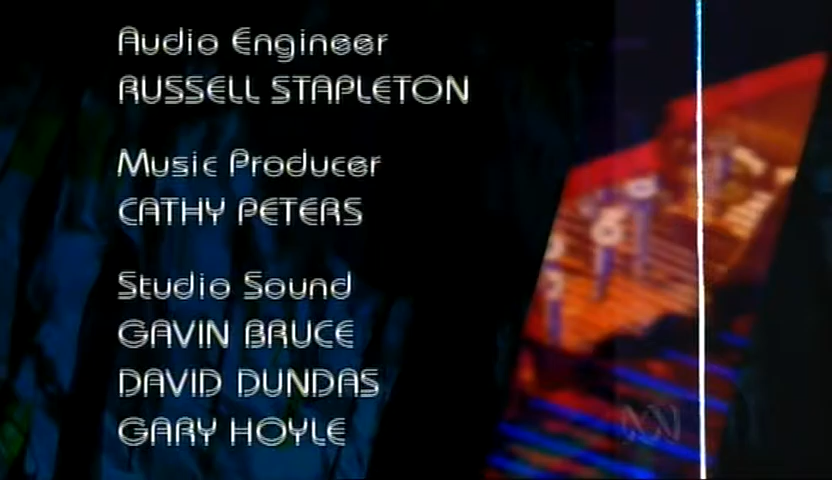 Audio Engineer
RUSSELL STAPLETON
Music Producer
CATHY PETERS
Studio Sound
GAVIN BRUCE
DAVID DUNDAS
GARY HOYLE